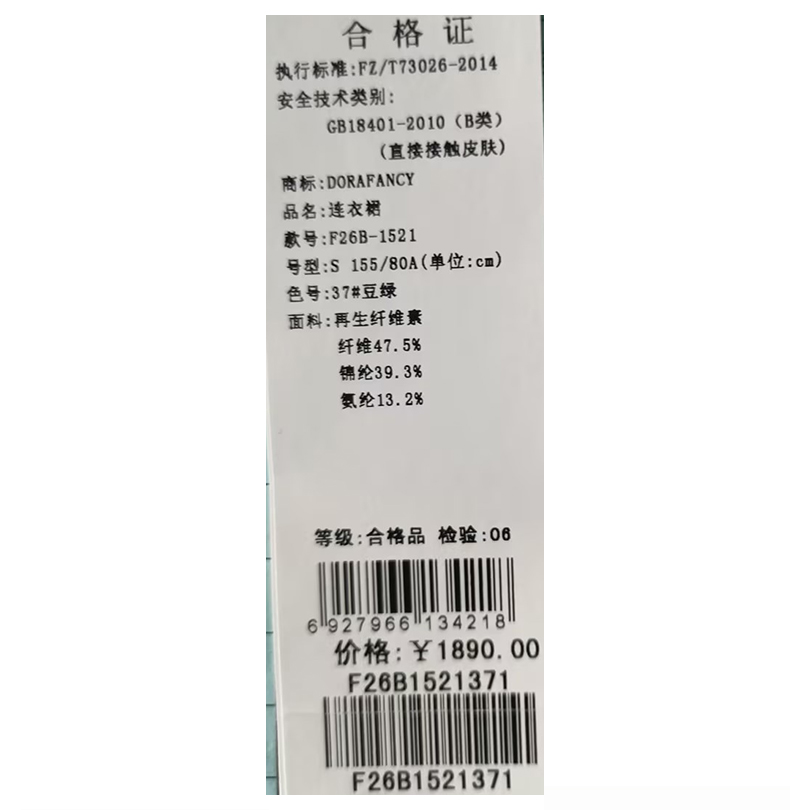 合格证
执行标准:FZ/T73026-2014
安全技术类别:
GB18401-2010（B类）
(直接接触皮肤)
商标:DORAFANCY
品名:连衣裙
款号:F26B-1521
号型:S 155/80A(单位:cm)
色号:37#豆绿
面料:再生纤维素
纤维47.5%
锦纶39.3%
氨纶13.2%
等级:合格品 检验:06
6 927966 134218
价格:￥1890.00
F26B1521371
F26B1521371